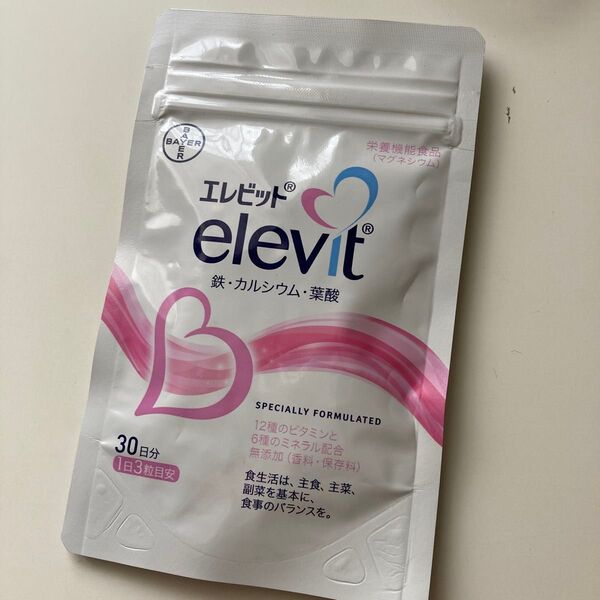 BAYER
BAYER
栄養機能食品
(マグネシウム)
エレビット®
elevit®
鉄・カルシウム・葉酸
SPECIALLY FORMULATED
12種のビタミンと
6種のミネラル配合
無添加(香料・保存料)
30日分
1日3粒目安
食生活は、主食、主菜、
副菜を基本に、
食事のバランスを。